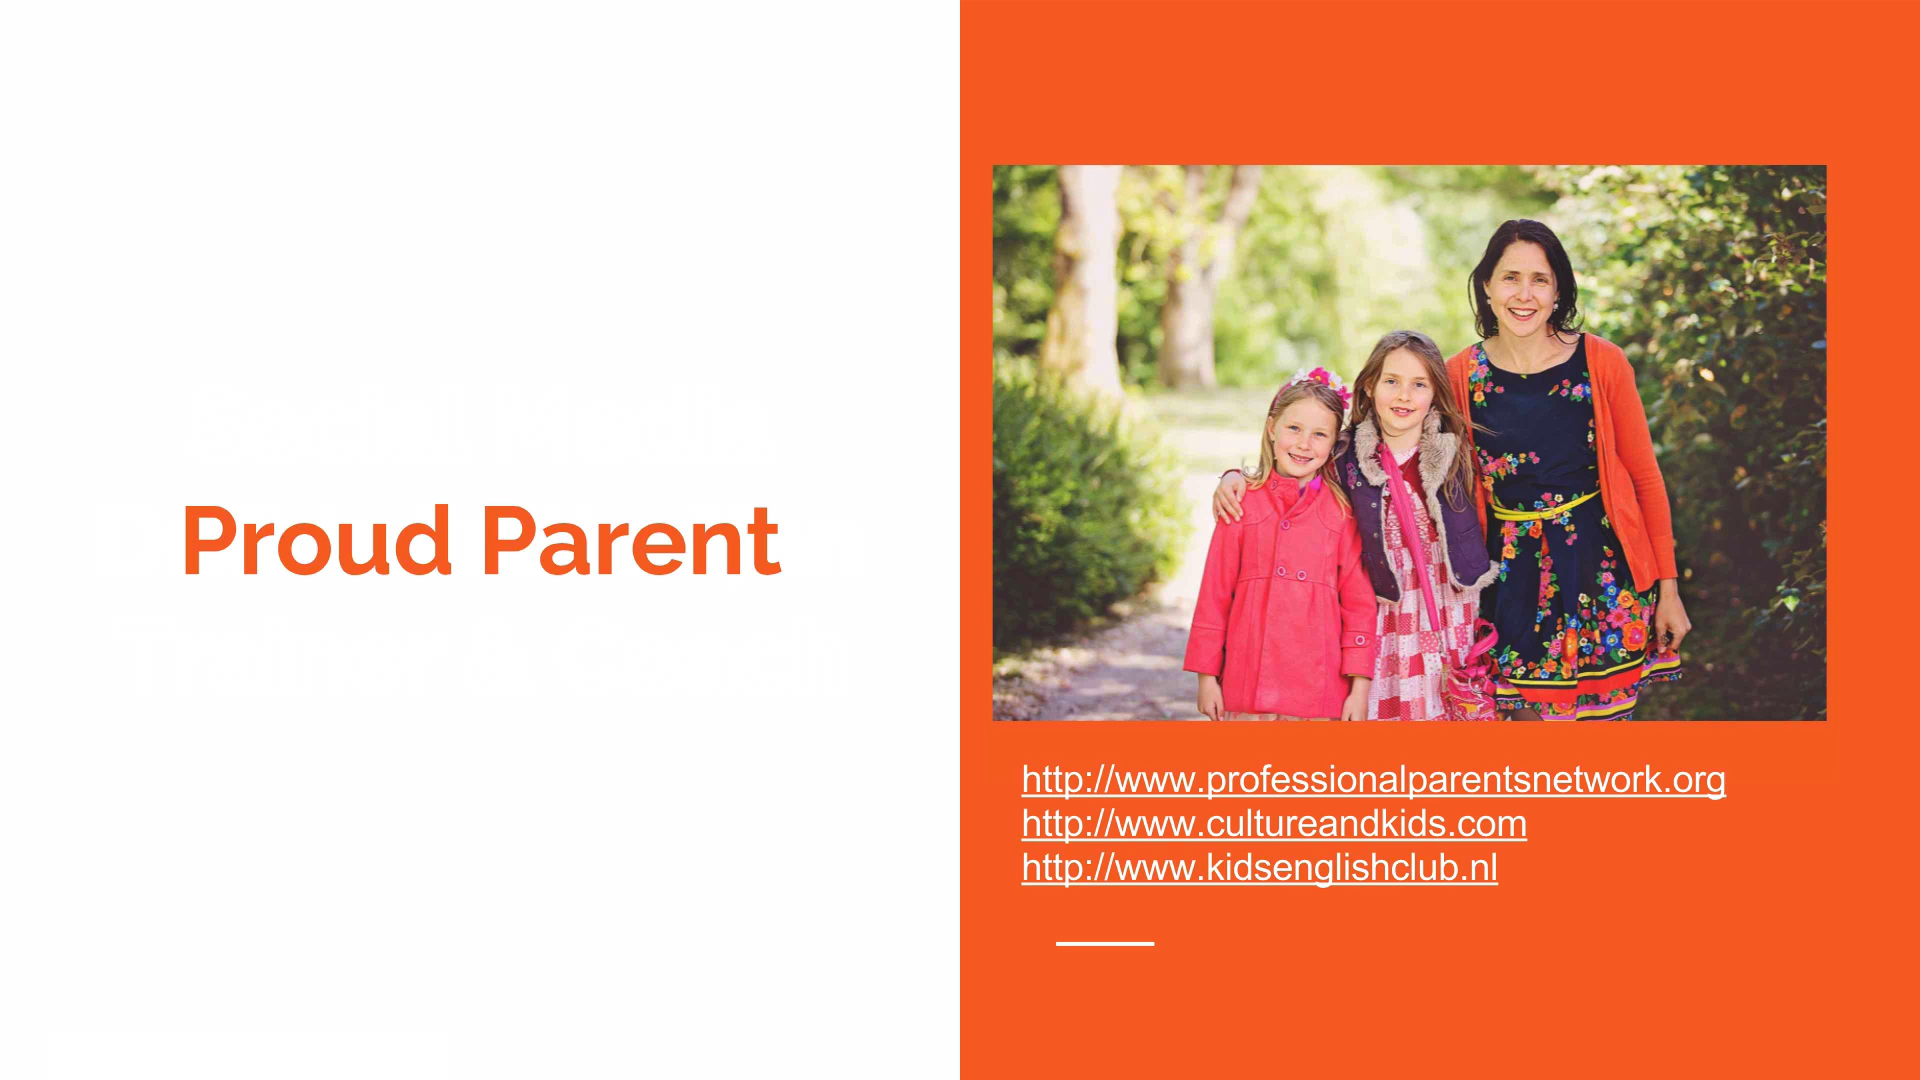 Proud Parent
http://www.professionalparentsnetwork.org
http://www.cultureandkids.com
http://www.kidsenglishclub.nl